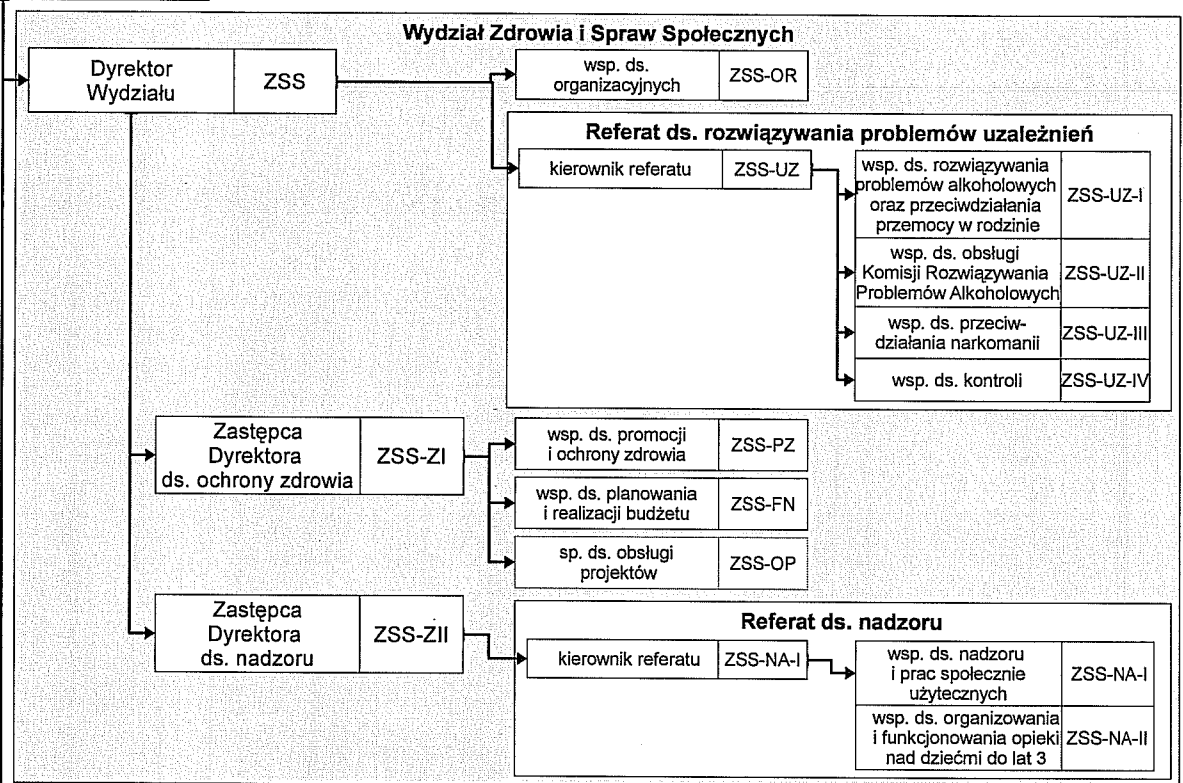 Wydział Zdrowia i Spraw Społecznych
Dyrektor
Wydziału
ZSS
wsp. ds.
organizacyjnych
ZSS-OR
Referat ds. rozwiązywania problemów uzależnień
kierownik referatu
ZSS-UZ
wsp. ds. rozwiązywania
problemów alkoholowych
oraz przeciwdziałania
przemocy w rodzinie
ZSS-UZ-I
wsp. ds. obsługi
Komisji Rozwiązywania
Problemów Alkoholowych
ZSS-UZ-II
wsp. ds. przeciw-
działania narkomanii
ZSS-UZ-III
wsp. ds. kontroli
ZSS-UZ-IV
Zastępca
Dyrektora
ds. ochrony zdrowia
ZSS-ZI
wsp. ds. promocji
i ochrony zdrowia
ZSS-PZ
wsp. ds. planowania
i realizacji budżetu
ZSS-FN
sp. ds. obsługi
projektów
ZSS-OP
Zastępca
Dyrektora
ds. nadzoru
ZSS-ZII
Referat ds. nadzoru
kierownik referatu
ZSS-NA-I
wsp. ds. nadzoru
i prac społecznie
użytecznych
ZSS-NA-I
wsp. ds. organizowania
i funkcjonowania opieki
nad dziećmi do lat 3
ZSS-NA-II